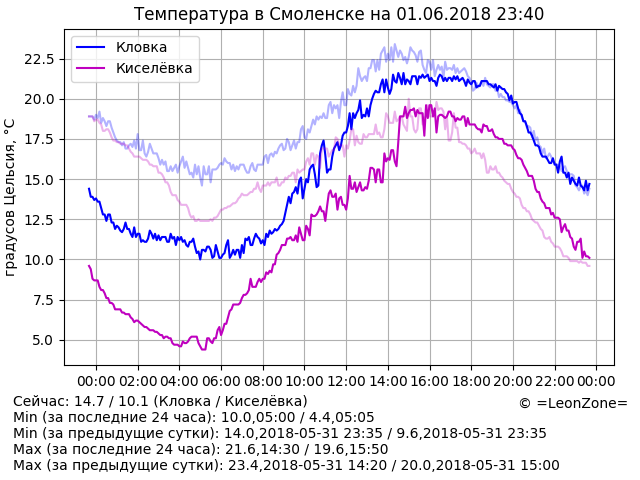 Температура в Смоленске на 01.06.2018 23:40
Кловка
Киселёвка
градусов Цельсия, °C
22.5
20.0
17.5
15.0
12.5
10.0
7.5
5.0
00:00 02:00 04:00 06:00 08:00 10:00 12:00 14:00 16:00 18:00 20:00 22:00 00:00
Сейчас: 14.7 / 10.1 (Кловка / Киселёвка)
© =LeonZone=
Min (за последние 24 часа): 10.0,05:00 / 4.4,05:05
Min (за предыдущие сутки): 14.0,2018-05-31 23:35 / 9.6,2018-05-31 23:35
Max (за последние 24 часа): 21.6,14:30 / 19.6,15:50
Max (за предыдущие сутки): 23.4,2018-05-31 14:20 / 20.0,2018-05-31 15:00